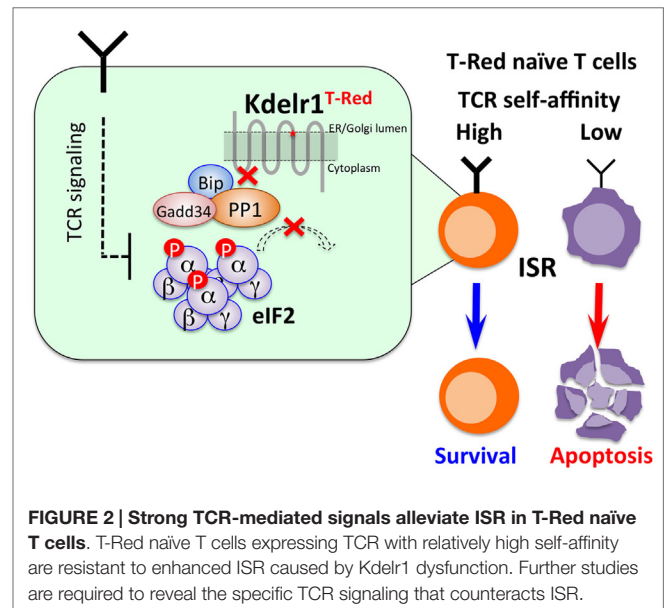 T-Red naïve T cells
TCR self-affinity
High
Low
TCR signaling
Kdelr1T-Red
ER/Golgi lumen
Cytoplasm
Bip
Gadd34
PP1
P
P
P
α
α
α
β
γ
β
γ
β
γ
eIF2
ISR
Survival
Apoptosis
FIGURE 2 | Strong TCR-mediated signals alleviate ISR in T-Red naïve
T cells. T-Red naïve T cells expressing TCR with relatively high self-affinity
are resistant to enhanced ISR caused by Kdelr1 dysfunction. Further studies
are required to reveal the specific TCR signaling that counteracts ISR.